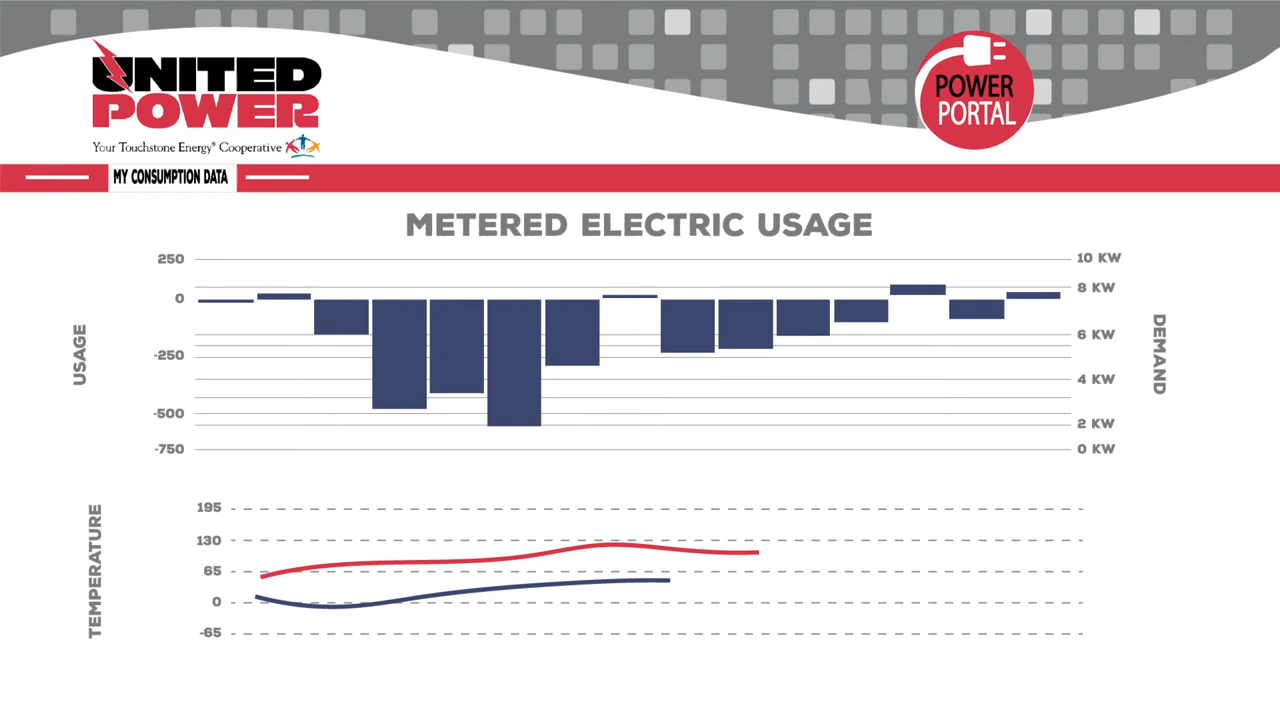 UNITED
POWER
Your Touchstone Energy® Cooperative
POWER
PORTAL
MY CONSUMPTION DATA
METERED ELECTRIC USAGE
USAGE
250
0
-250
-500
-750
10 KW
8 KW
6 KW
4 KW
2 KW
0 KW
DEMAND
TEMPERATURE
195
130
65
0
-65